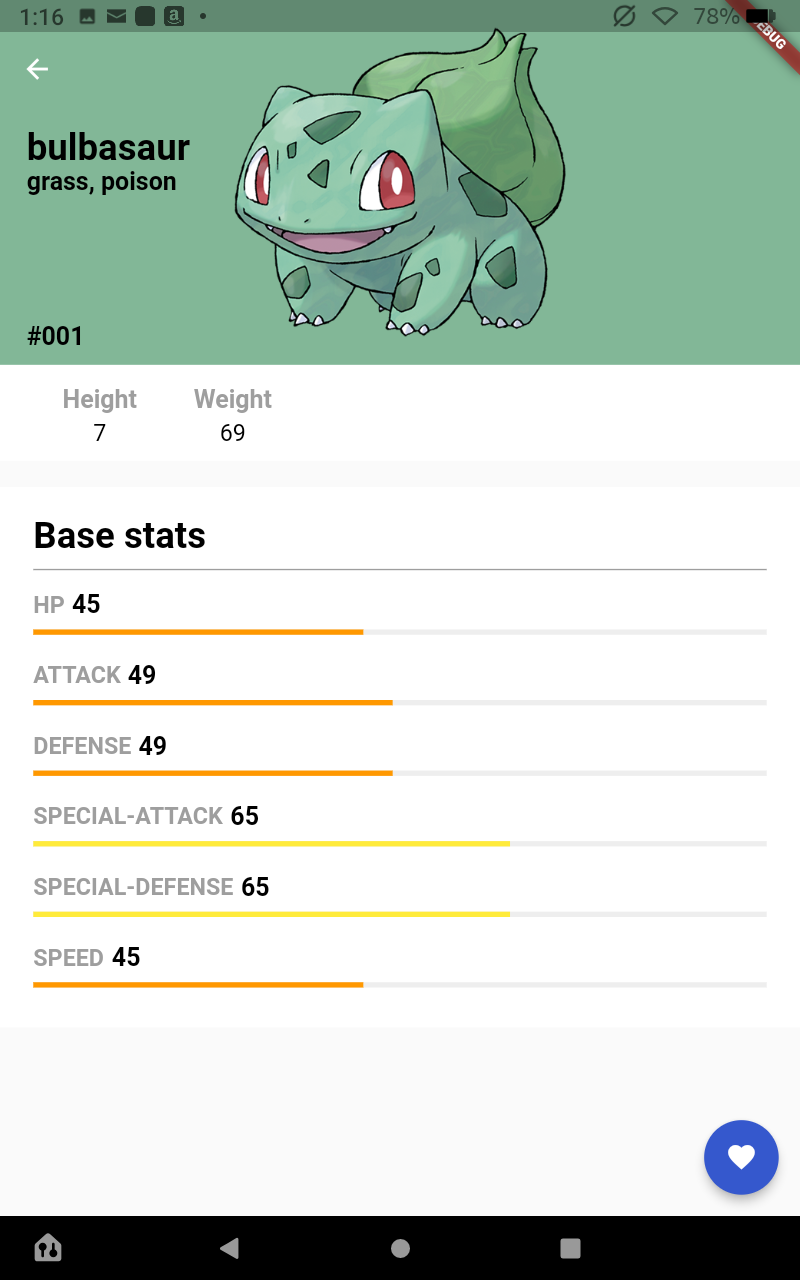 1:16 a • 78%
EBUG
bulbasaur
grass, poison
#001
Height Weight
7 69
Base stats
HP 45
ATTACK 49
DEFENSE 49
SPECIAL-ATTACK 65
SPECIAL-DEFENSE 65
SPEED 45